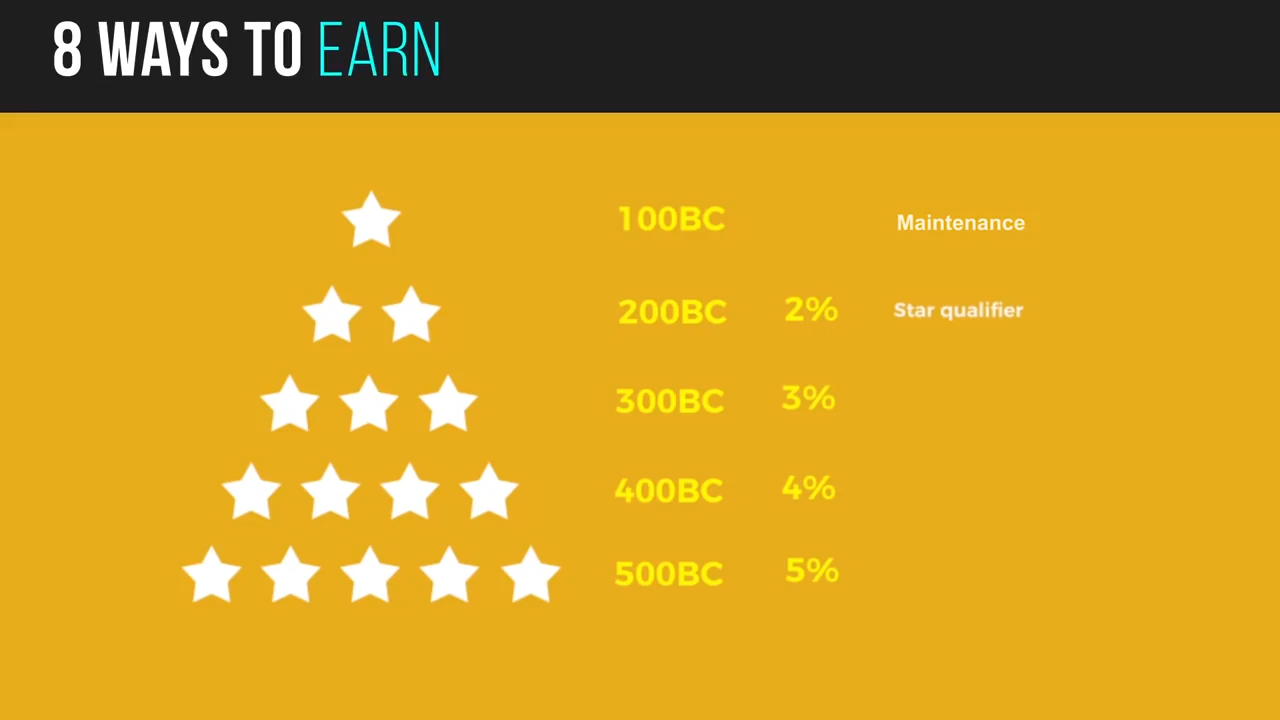 8 WAYS TO EARN
100BC Maintenance
200BC 2% Star qualifier
300BC 3%
400BC 4%
500BC 5%